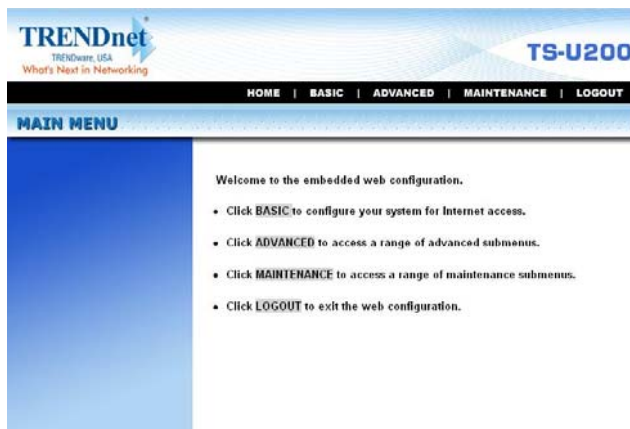 TRENDnet
TRENDware, USA
What's Next in Networking
TS-U200
HOME | BASIC | ADVANCED | MAINTENANCE | LOGOUT
MAIN MENU
Welcome to the embedded web configuration.
• Click BASIC to configure your system for Internet access.
• Click ADVANCED to access a range of advanced submenus.
• Click MAINTENANCE to access a range of maintenance submenus.
• Click LOGOUT to exit the web configuration.